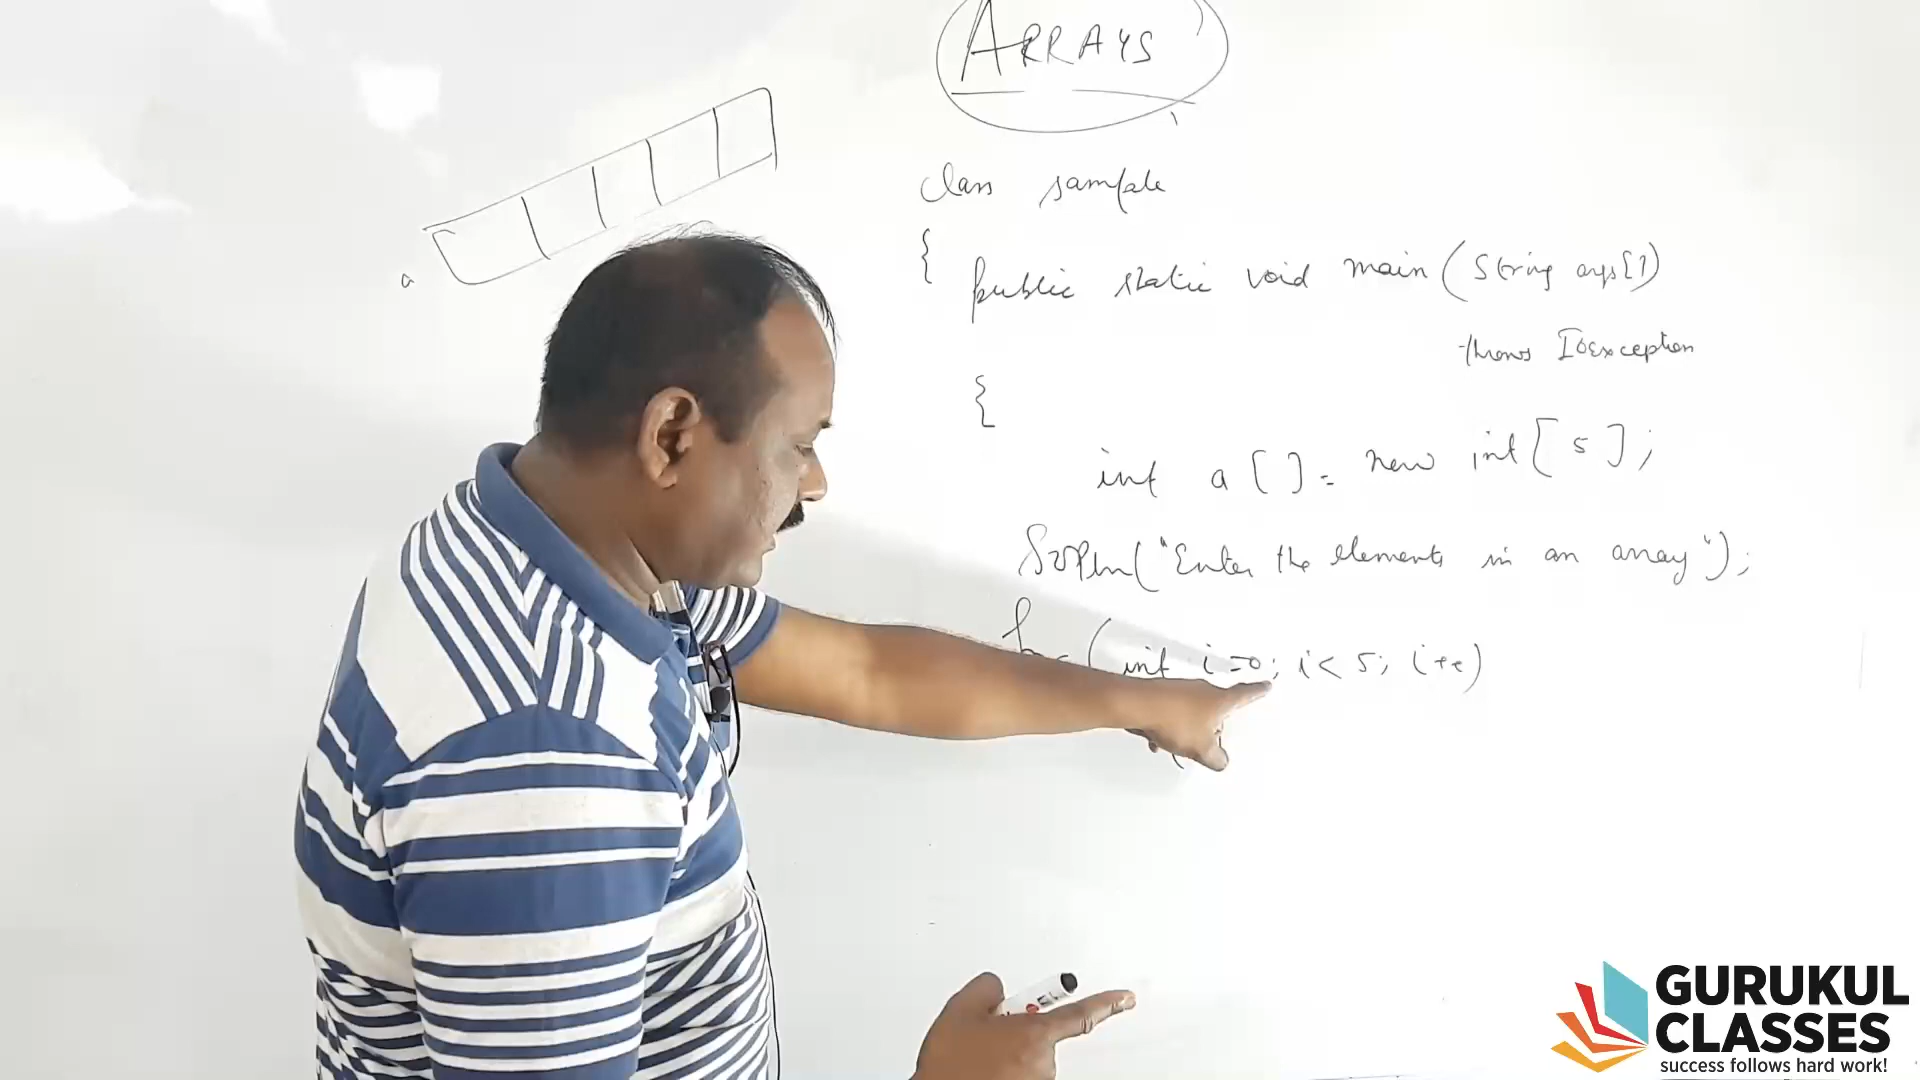 ARRAYS
class sample
{
public static void main (String args[])
throws IOException
{
int a [ ] = new int [ 5 ] ;
SOPln("Enter the elements in an array");
for (int i=0; i< 5; i++)
a
GURUKUL
CLASSES
success follows hard work!